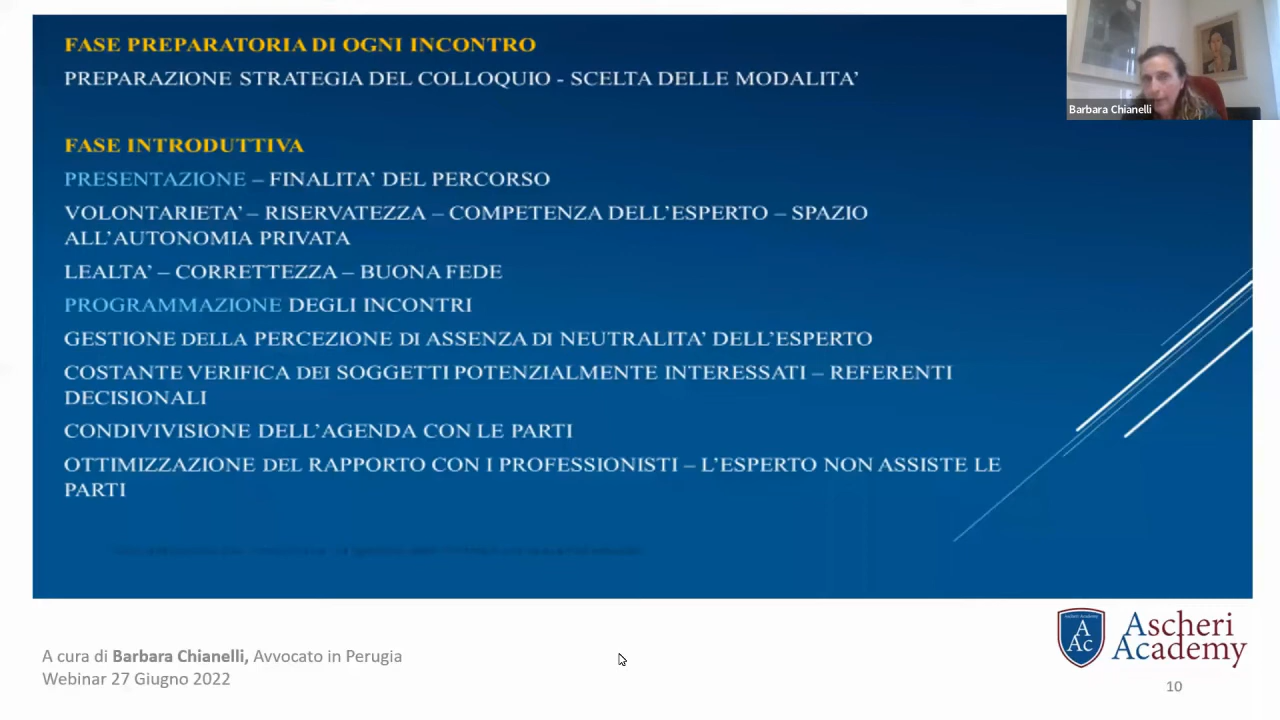 FASE PREPARATORIA DI OGNI INCONTRO
PREPARAZIONE STRATEGIA DEL COLLOQUIO - SCELTA DELLE MODALITA'
Barbara Chianelli
FASE INTRODUTTIVA
PRESENTAZIONE – FINALITA' DEL PERCORSO
VOLONTARIETA' – RISERVATEZZA – COMPETENZA DELL'ESPERTO – SPAZIO
ALL'AUTONOMIA PRIVATA
LEALTA' – CORRETTEZZA – BUONA FEDE
PROGRAMMAZIONE DEGLI INCONTRI
GESTIONE DELLA PERCEZIONE DI ASSENZA DI NEUTRALITA' DELL'ESPERTO
COSTANTE VERIFICA DEI SOGGETTI POTENZIALMENTE INTERESSATI – REFERENTI
DECISIONALI
CONDIVIVISIONE DELL'AGENDA CON LE PARTI
OTTIMIZZAZIONE DEL RAPPORTO CON I PROFESSIONISTI – L'ESPERTO NON ASSISTE LE
PARTI
A cura di Barbara Chianelli, Avvocato in Perugia
Webinar 27 Giugno 2022
A
Ac
Ascheri
Academy
10